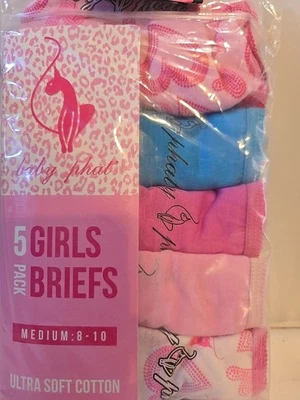 baby phat
5 PACK
GIRLS
BRIEFS
MEDIUM:8-10
ULTRA SOFT COTTON